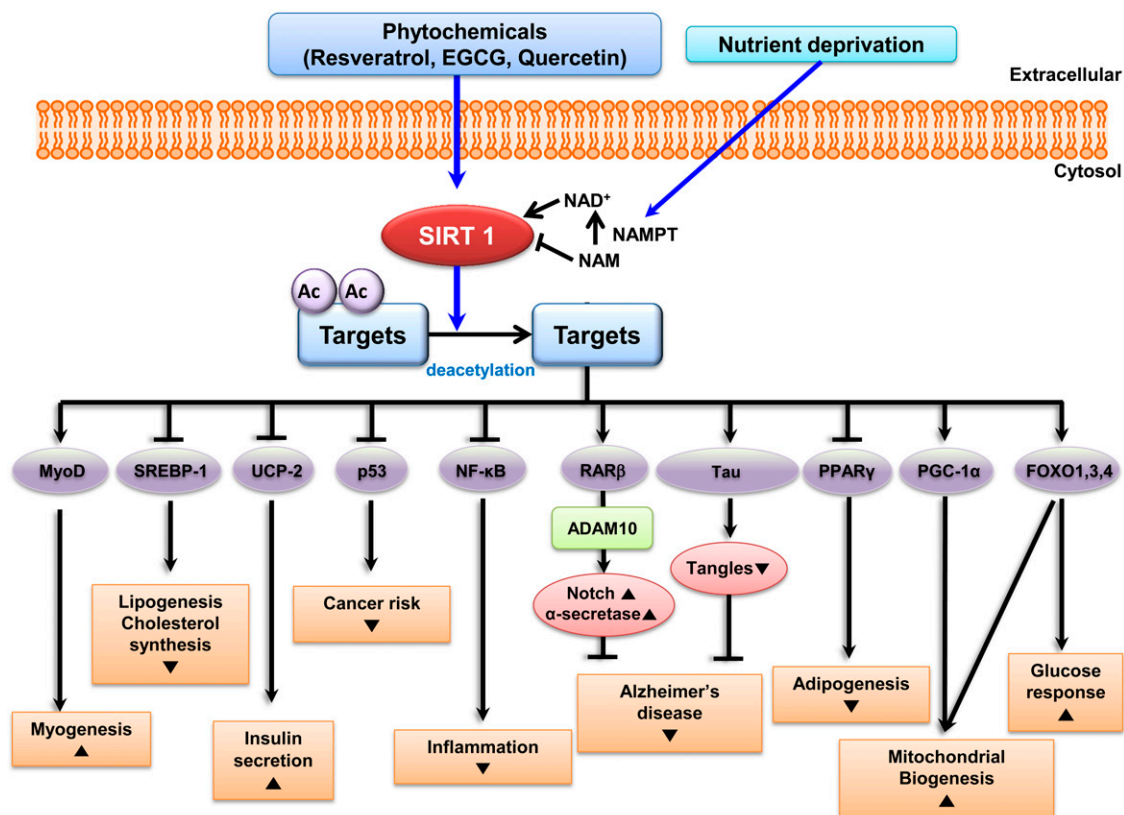 Phytochemicals
(Resveratrol, EGCG, Quercetin)
Nutrient deprivation
Extracellular
Cytosol
NAD+
SIRT 1
NAMPT
NAM
Ac
Ac
Targets
Targets
deacetylation
MyoD
SREBP-1
UCP-2
p53
NF-κB
RARβ
Tau
PPARγ
PGC-1α
FOXO1,3,4
ADAM10
Tangles▼
Notch ▲
α-secretase▲
Lipogenesis
Cholesterol
synthesis
▼
Cancer risk
▼
Myogenesis
▲
Insulin
secretion
▲
Inflammation
▼
Alzheimer's
disease
▼
Adipogenesis
▼
Glucose
response
▲
Mitochondrial
Biogenesis
▲